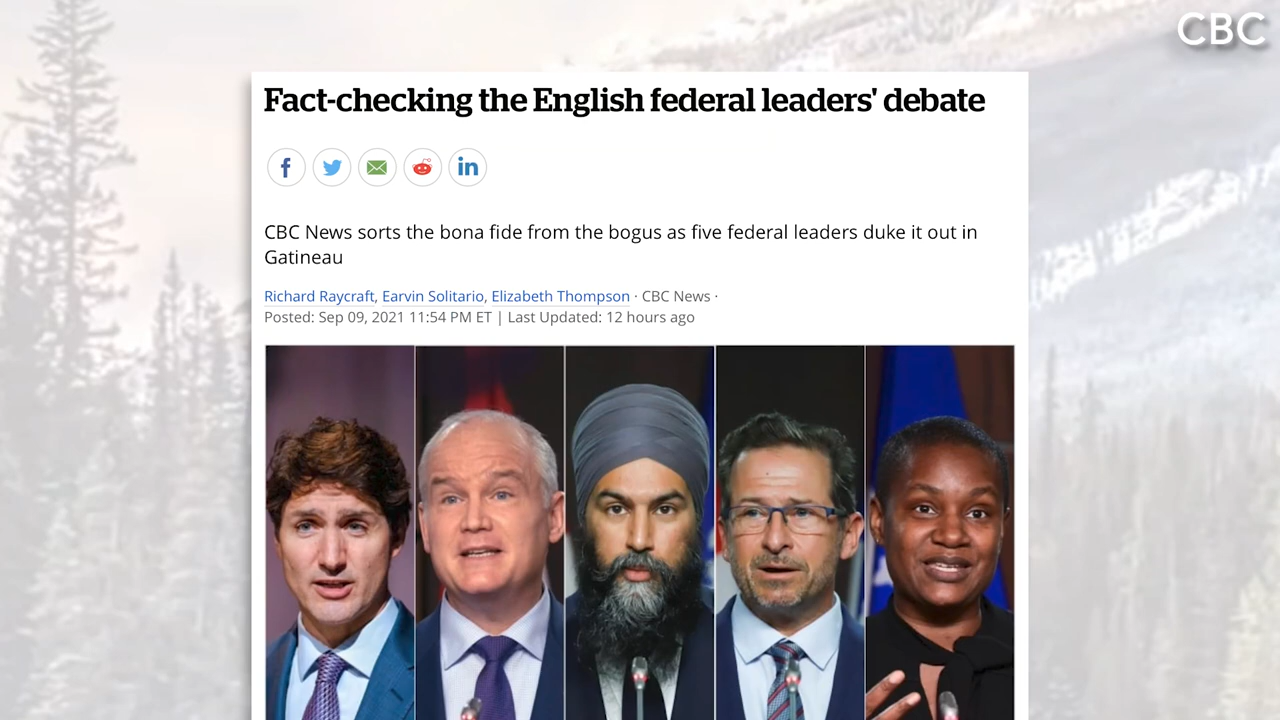 CBC
Fact-checking the English federal leaders' debate
CBC News sorts the bona fide from the bogus as five federal leaders duke it out in
Gatineau
Richard Raycraft, Earvin Solitario, Elizabeth Thompson · CBC News ·
Posted: Sep 09, 2021 11:54 PM ET | Last Updated: 12 hours ago